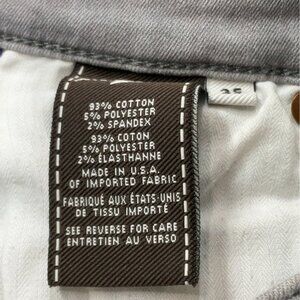 93% COTTON
5% POLYESTER
2% SPANDEX
93% COTON
5% POLYESTER
2% ÉLASTHANNE
MADE IN U.S.A.
OF IMPORTED FABRIC
FABRIQUÉ AUX ÉTATS-UNIS
DE TISSU IMPORTÉ
SEE REVERSE FOR CARE
ENTRETIEN AU VERSO